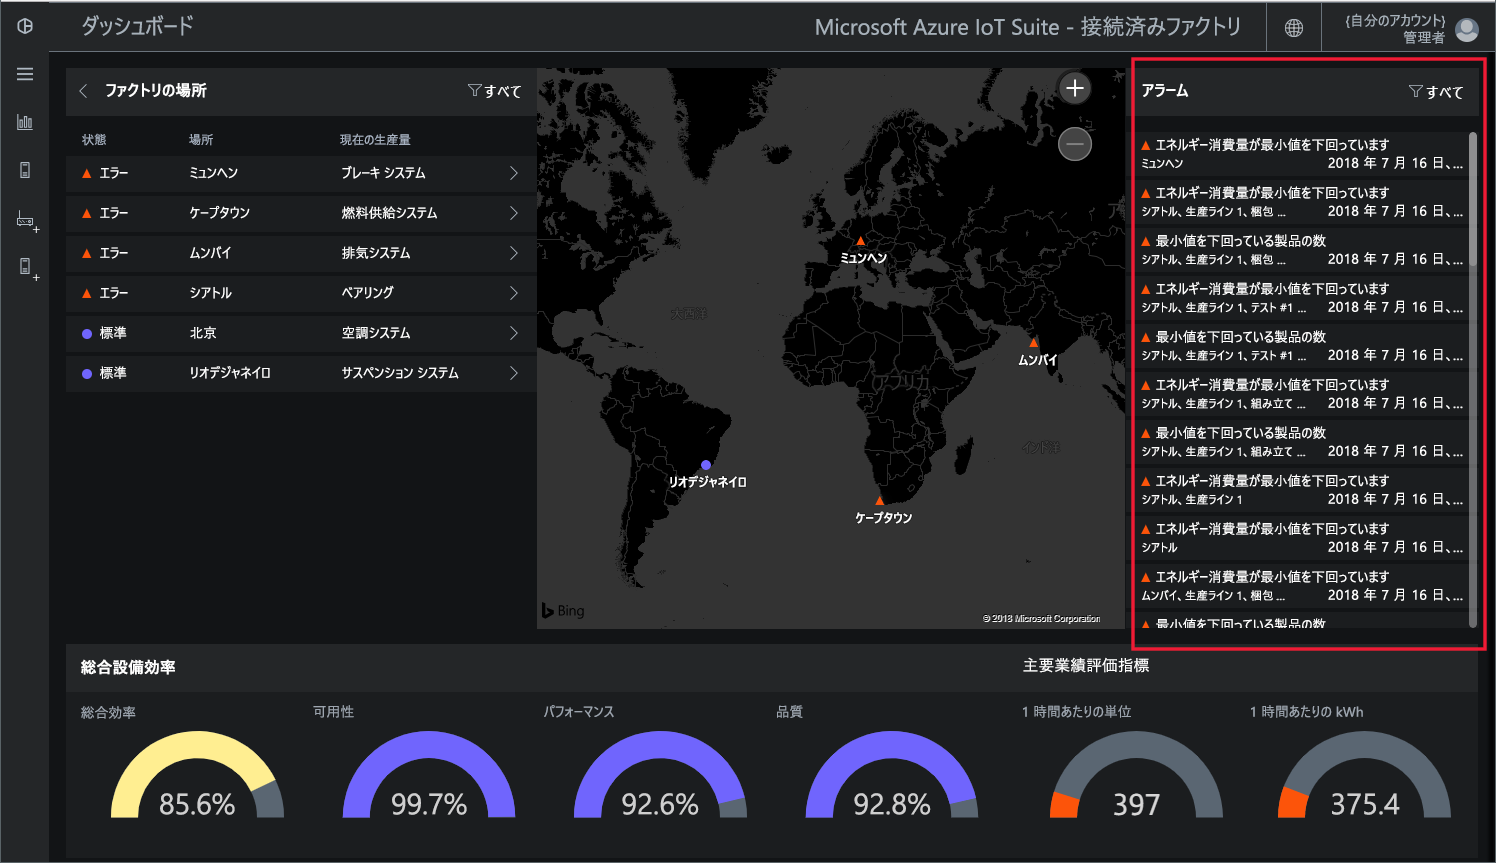 ダッシュボード
Microsoft Azure IoT Suite - 接続済みファクトリ
{自分のアカウント}
管理者
ファクトリの場所
すべて
状態 場所 現在の生産量
エラー ミュンヘン ブレーキ システム
エラー ケープタウン 燃料供給システム
エラー ムンバイ 排気システム
エラー シアトル ベアリング
標準 北京 空調システム
標準 リオデジャネイロ サスペンション システム
大西洋
アフリカ
インド洋
ミュンヘン
ムンバイ
リオデジャネイロ
ケープタウン
Bing
© 2018 Microsoft Corporation
アラーム
すべて
エネルギー消費量が最小値を下回っています
ミュンヘン 2018 年 7 月 16 日、...
エネルギー消費量が最小値を下回っています
シアトル、生産ライン 1、梱包 ... 2018 年 7 月 16 日、...
最小値を下回っている製品の数
シアトル、生産ライン 1、梱包 ... 2018 年 7 月 16 日、...
エネルギー消費量が最小値を下回っています
シアトル、生産ライン 1、テスト #1 ... 2018 年 7 月 16 日、...
最小値を下回っている製品の数
シアトル、生産ライン 1、テスト #1 ... 2018 年 7 月 16 日、...
エネルギー消費量が最小値を下回っています
シアトル、生産ライン 1、組み立て ... 2018 年 7 月 16 日、...
最小値を下回っている製品の数
シアトル、生産ライン 1、組み立て ... 2018 年 7 月 16 日、...
エネルギー消費量が最小値を下回っています
シアトル、生産ライン 1 2018 年 7 月 16 日、...
エネルギー消費量が最小値を下回っています
シアトル 2018 年 7 月 16 日、...
エネルギー消費量が最小値を下回っています
ムンバイ、生産ライン 1、梱包 ... 2018 年 7 月 16 日、...
最小値を下回っている製品の数
総合設備効率
主要業績評価指標
総合効率 可用性 パフォーマンス 品質 1 時間あたりの単位 1 時間あたりの kWh
85.6% 99.7% 92.6% 92.8% 397 375.4